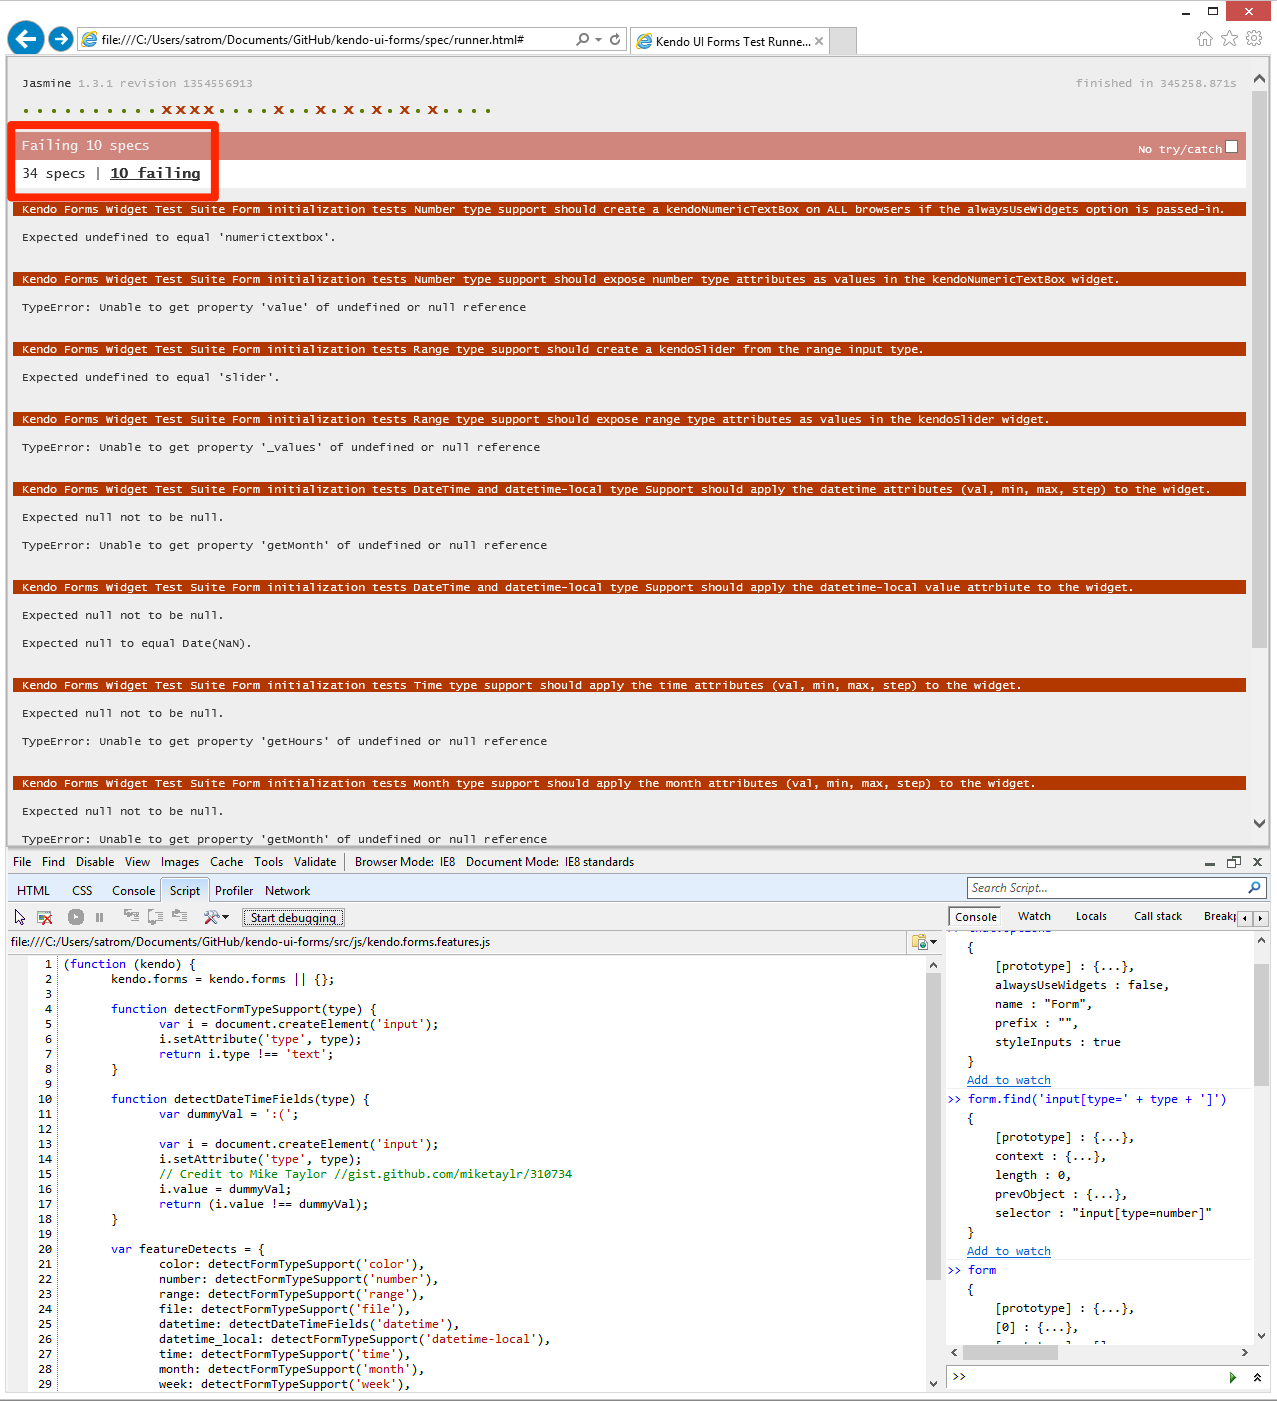 file:///C:/Users/satrom/Documents/GitHub/kendo-ui-forms/spec/runner.html#
Kendo UI Forms Test Runne...
Jasmine 1.3.1 revision 1354556913
finished in 345258.871s
..........XXXX....X..X.X.X.X.X....
Failing 10 specs
No try/catch
34 specs | 10 failing
Kendo Forms Widget Test Suite Form initialization tests Number type support should create a kendoNumericTextBox on ALL browsers if the alwaysUseWidgets option is passed-in.
Expected undefined to equal 'numerictextbox'.
Kendo Forms Widget Test Suite Form initialization tests Number type support should expose number type attributes as values in the kendoNumericTextBox widget.
TypeError: Unable to get property 'value' of undefined or null reference
Kendo Forms Widget Test Suite Form initialization tests Range type support should create a kendoSlider from the range input type.
Expected undefined to equal 'slider'.
Kendo Forms Widget Test Suite Form initialization tests Range type support should expose range type attributes as values in the kendoSlider widget.
TypeError: Unable to get property '_values' of undefined or null reference
Kendo Forms Widget Test Suite Form initialization tests DateTime and datetime-local type Support should apply the datetime attributes (val, min, max, step) to the widget.
Expected null not to be null.
TypeError: Unable to get property 'getMonth' of undefined or null reference
Kendo Forms Widget Test Suite Form initialization tests DateTime and datetime-local type Support should apply the datetime-local value attrbiute to the widget.
Expected null not to be null.
Expected null to equal Date(NaN).
Kendo Forms Widget Test Suite Form initialization tests Time type support should apply the time attributes (val, min, max, step) to the widget.
Expected null not to be null.
TypeError: Unable to get property 'getHours' of undefined or null reference
Kendo Forms Widget Test Suite Form initialization tests Month type support should apply the month attributes (val, min, max, step) to the widget.
Expected null not to be null.
TypeError: Unable to get property 'getMonth' of undefined or null reference
File Find Disable View Images Cache Tools Validate Browser Mode: IE8 Document Mode: IE8 standards
HTML CSS Console Script Profiler Network
Search Script...
Start debugging
Console Watch Locals Call stack Breakp
file:///C:/Users/satrom/Documents/GitHub/kendo-ui-forms/src/js/kendo.forms.features.js
1 (function (kendo) {
2 kendo.forms = kendo.forms || {};
3
4 function detectFormTypeSupport(type) {
5 var i = document.createElement('input');
6 i.setAttribute('type', type);
7 return i.type !== 'text';
8 }
9
10 function detectDateTimeFields(type) {
11 var dummyVal = ':(';
12
13 var i = document.createElement('input');
14 i.setAttribute('type', type);
15 // Credit to Mike Taylor //gist.github.com/miketaylr/310734
16 i.value = dummyVal;
17 return (i.value !== dummyVal);
18 }
19
20 var featureDetects = {
21 color: detectFormTypeSupport('color'),
22 number: detectFormTypeSupport('number'),
23 range: detectFormTypeSupport('range'),
24 file: detectFormTypeSupport('file'),
25 datetime: detectDateTimeFields('datetime'),
26 datetime_local: detectFormTypeSupport('datetime-local'),
27 time: detectFormTypeSupport('time'),
28 month: detectFormTypeSupport('month'),
29 week: detectFormTypeSupport('week'),
{
[prototype] : {...},
alwaysUseWidgets : false,
name : "Form",
prefix : "",
styleInputs : true
}
Add to watch
>> form.find('input[type=' + type + ']')
{
[prototype] : {...},
context : {...},
length : 0,
prevObject : {...},
selector : "input[type=number]"
}
Add to watch
>> form
{
[prototype] : {...},
[0] : {...},
>>